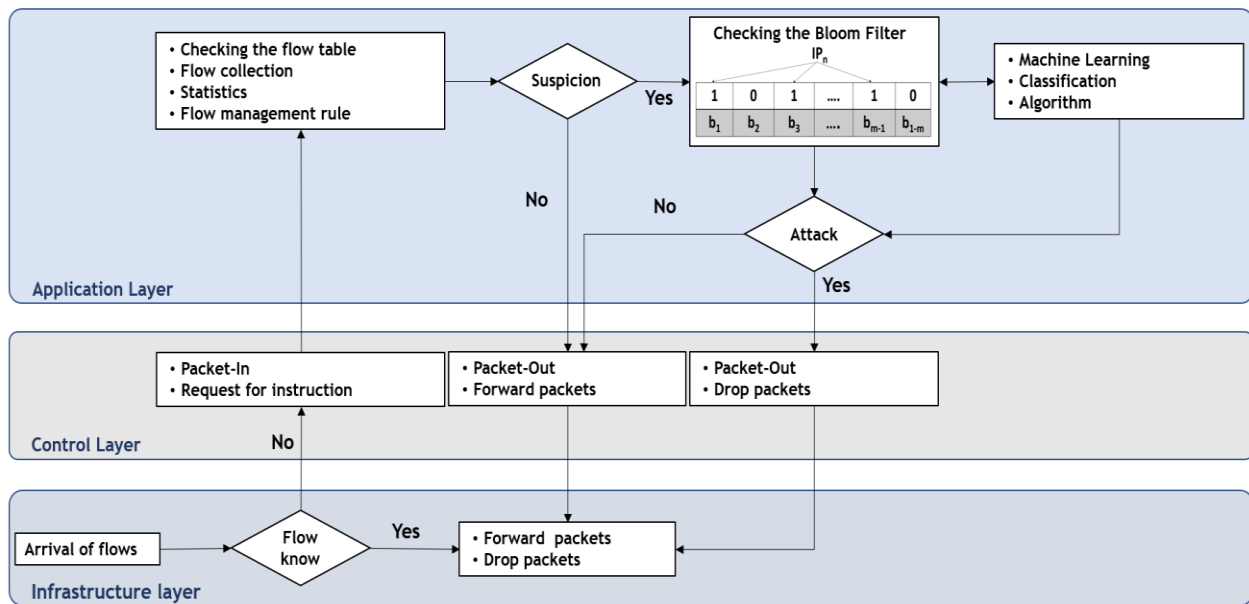 • Checking the flow table
• Flow collection
• Statistics
• Flow management rule
Suspicion
Yes
No
Checking the Bloom Filter
IPn
1 0 1 .... 1 0
b1 b2 b3 .... bm-1 b1-m
• Machine Learning
• Classification
• Algorithm
No
Attack
Yes
Application Layer
• Packet-In
• Request for instruction
• Packet-Out
• Forward packets
• Packet-Out
• Drop packets
No
Control Layer
Arrival of flows
Flow
know
Yes
• Forward packets
• Drop packets
Infrastructure layer